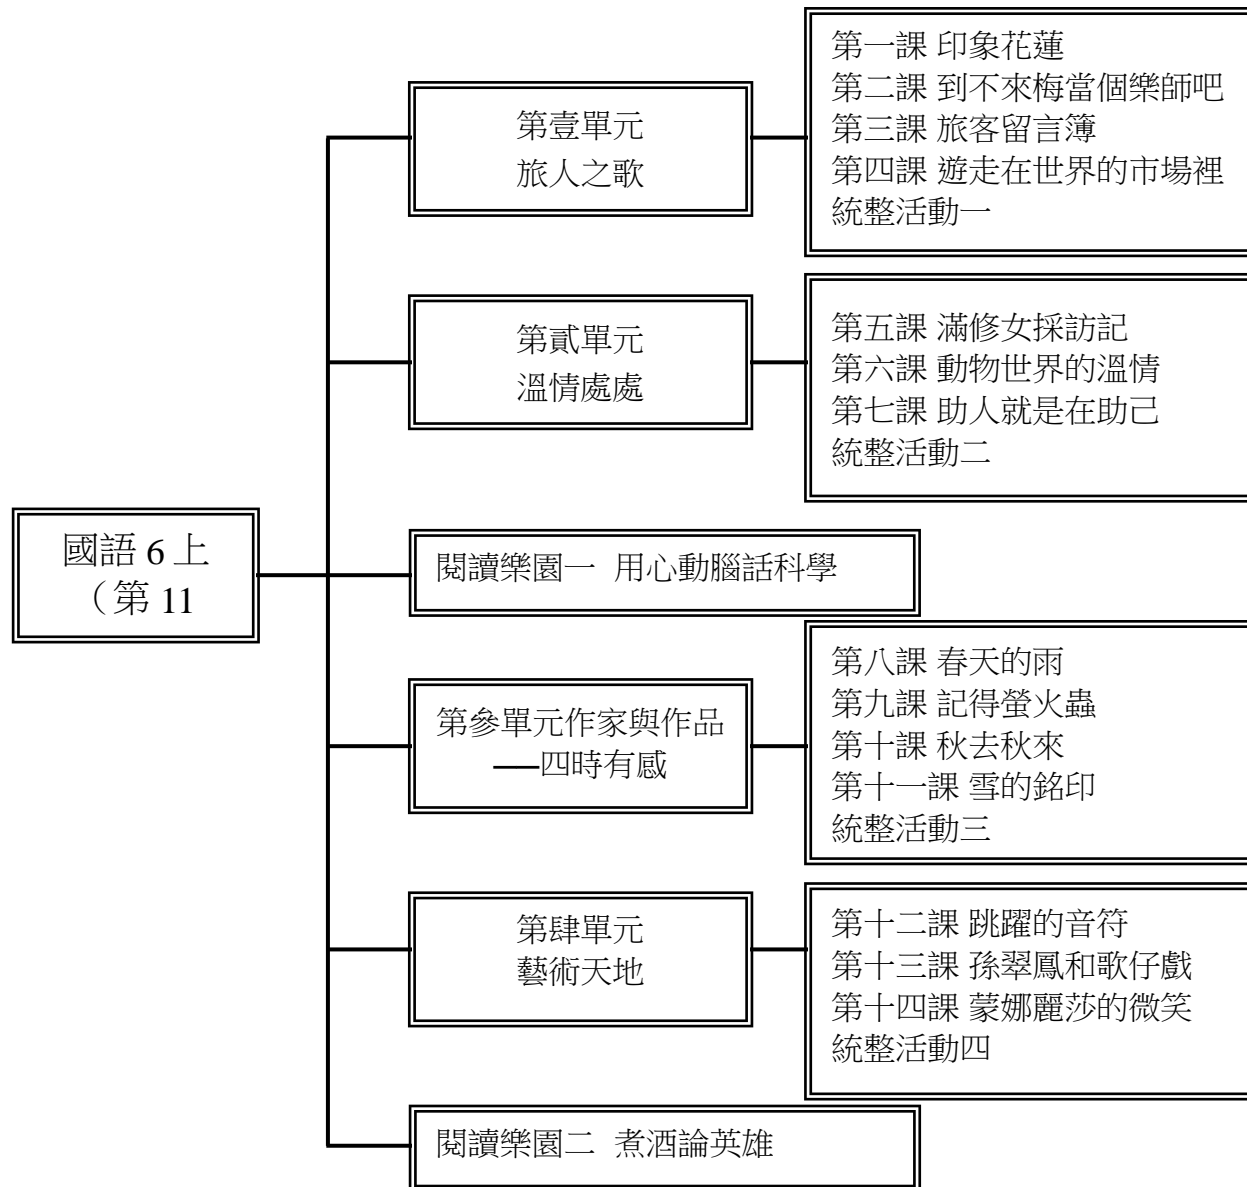 國語 6 上
（第 11
第壹單元
旅人之歌
第一課 印象花蓮
第二課 到不來梅當個樂師吧
第三課 旅客留言簿
第四課 遊走在世界的市場裡
統整活動一
第貳單元
溫情處處
第五課 滿修女採訪記
第六課 動物世界的溫情
第七課 助人就是在助己
統整活動二
閱讀樂園一 用心動腦話科學
第參單元作家與作品
──四時有感
第八課 春天的雨
第九課 記得螢火蟲
第十課 秋去秋來
第十一課 雪的銘印
統整活動三
第肆單元
藝術天地
第十二課 跳躍的音符
第十三課 孫翠鳳和歌仔戲
第十四課 蒙娜麗莎的微笑
統整活動四
閱讀樂園二 煮酒論英雄